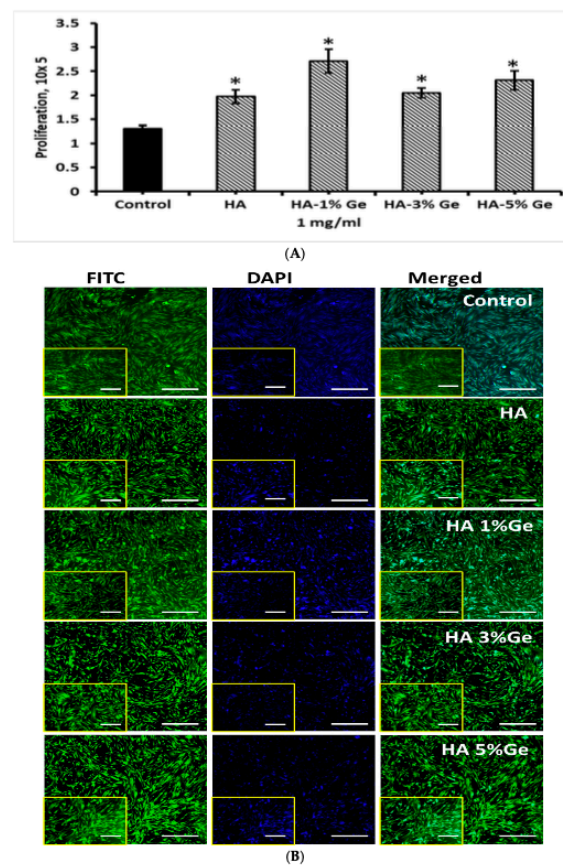 3.5
3
2.5
2
1.5
1
0.5
0
Proliferation, 10x 5
* * * *
Control HA HA-1% Ge HA-3% Ge HA-5% Ge
1 mg/ml
(A)
FITC DAPI Merged
Control
HA
HA 1%Ge
HA 3%Ge
HA 5%Ge
(B)